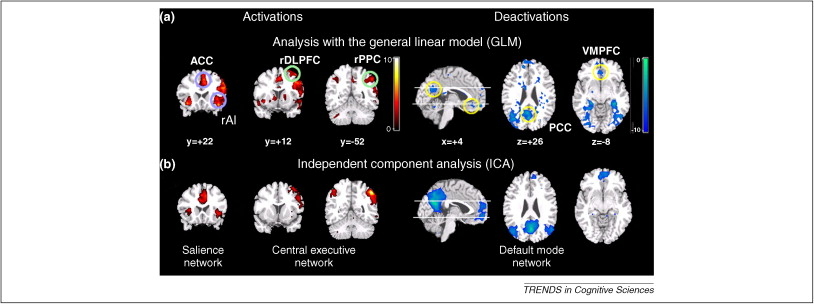 (a) Activations Deactivations
Analysis with the general linear model (GLM)
ACC rDLPFC rPPC VMPFC
10 0
rAI PCC
0 -10
y=+22 y=+12 y=-52 x=+4 z=+26 z=-8
(b) Independent component analysis (ICA)
Salience Central executive Default mode
network network network
TRENDS in Cognitive Sciences